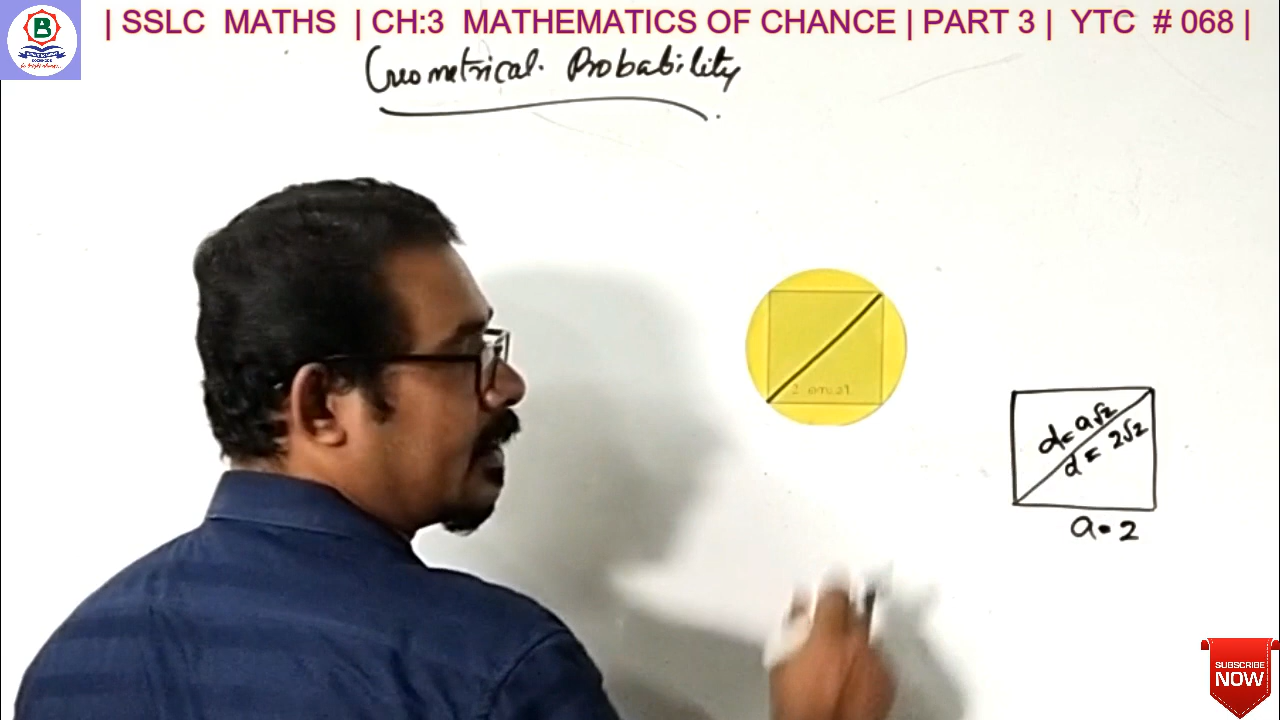 | SSLC MATHS | CH:3 MATHEMATICS OF CHANCE | PART 3 | YTC # 068 |
B
Geometrical Probability
d = a√2
d = 2√2
a = 2
SUBSCRIBE
NOW